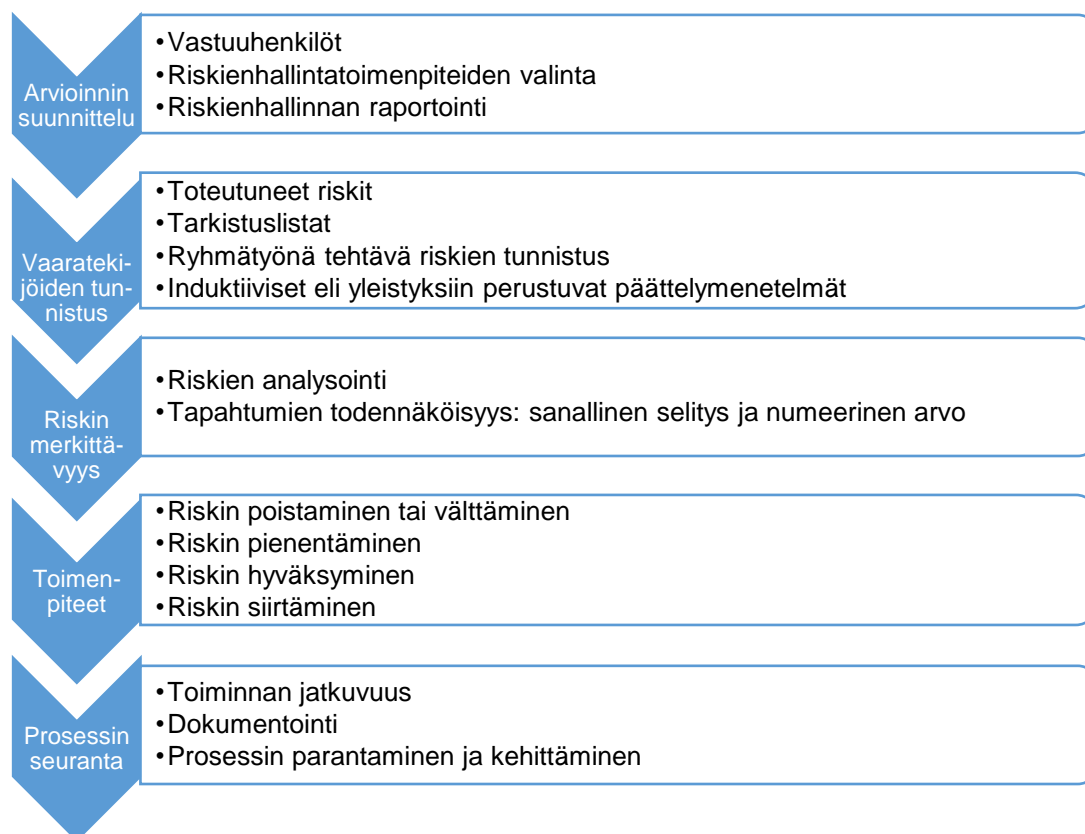 Arvioinnin
suunnittelu
•Vastuuhenkilöt
•Riskienhallintatoimenpiteiden valinta
•Riskienhallinnan raportointi
Vaarateki-
jöiden tun-
nistus
•Toteutuneet riskit
•Tarkistuslistat
•Ryhmätyönä tehtävä riskien tunnistus
•Induktiiviset eli yleistyksiin perustuvat päättelymenetelmät
Riskin
merkittä-
vyys
•Riskien analysointi
•Tapahtumien todennäköisyys: sanallinen selitys ja numeerinen arvo
Toimen-
piteet
•Riskin poistaminen tai välttäminen
•Riskin pienentäminen
•Riskin hyväksyminen
•Riskin siirtäminen
Prosessin
seuranta
•Toiminnan jatkuvuus
•Dokumentointi
•Prosessin parantaminen ja kehittäminen